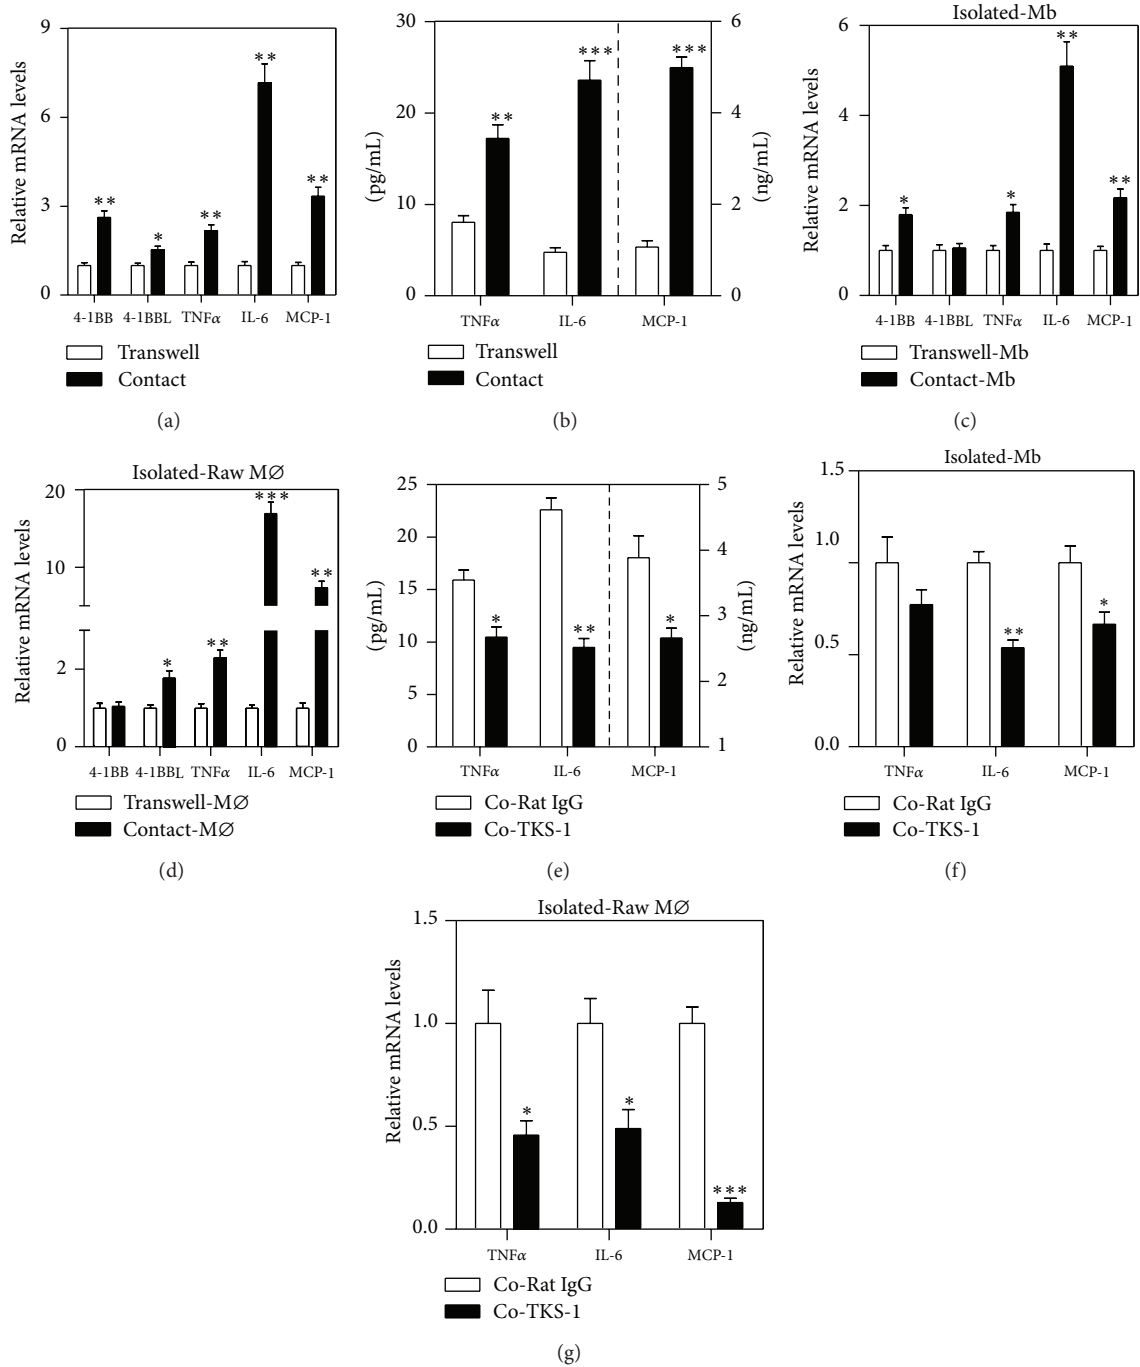 Relative mRNA levels
9
6
3
0
** * ** ** **
4-1BB 4-1BBL TNFα IL-6 MCP-1
Transwell
Contact
(a)
(pg/mL)
30
20
10
0
** *** ***
6
4
2
0
(ng/mL)
TNFα IL-6 MCP-1
Transwell
Contact
(b)
Isolated-Mb
Relative mRNA levels
6
4
2
0
* * ** **
4-1BB 4-1BBL TNFα IL-6 MCP-1
Transwell-Mb
Contact-Mb
(c)
Isolated-Raw MØ
Relative mRNA levels
20
10
2
0
* ** *** **
4-1BB 4-1BBL TNFα IL-6 MCP-1
Transwell-MØ
Contact-MØ
(d)
(pg/mL)
25
20
15
10
5
0
* ** *
5
4
3
2
1
(ng/mL)
TNFα IL-6 MCP-1
Co-Rat IgG
Co-TKS-1
(e)
Isolated-Mb
Relative mRNA levels
1.5
1.0
0.5
0.0
** *
TNFα IL-6 MCP-1
Co-Rat IgG
Co-TKS-1
(f)
Isolated-Raw MØ
Relative mRNA levels
1.5
1.0
0.5
0.0
* * ***
TNFα IL-6 MCP-1
Co-Rat IgG
Co-TKS-1
(g)